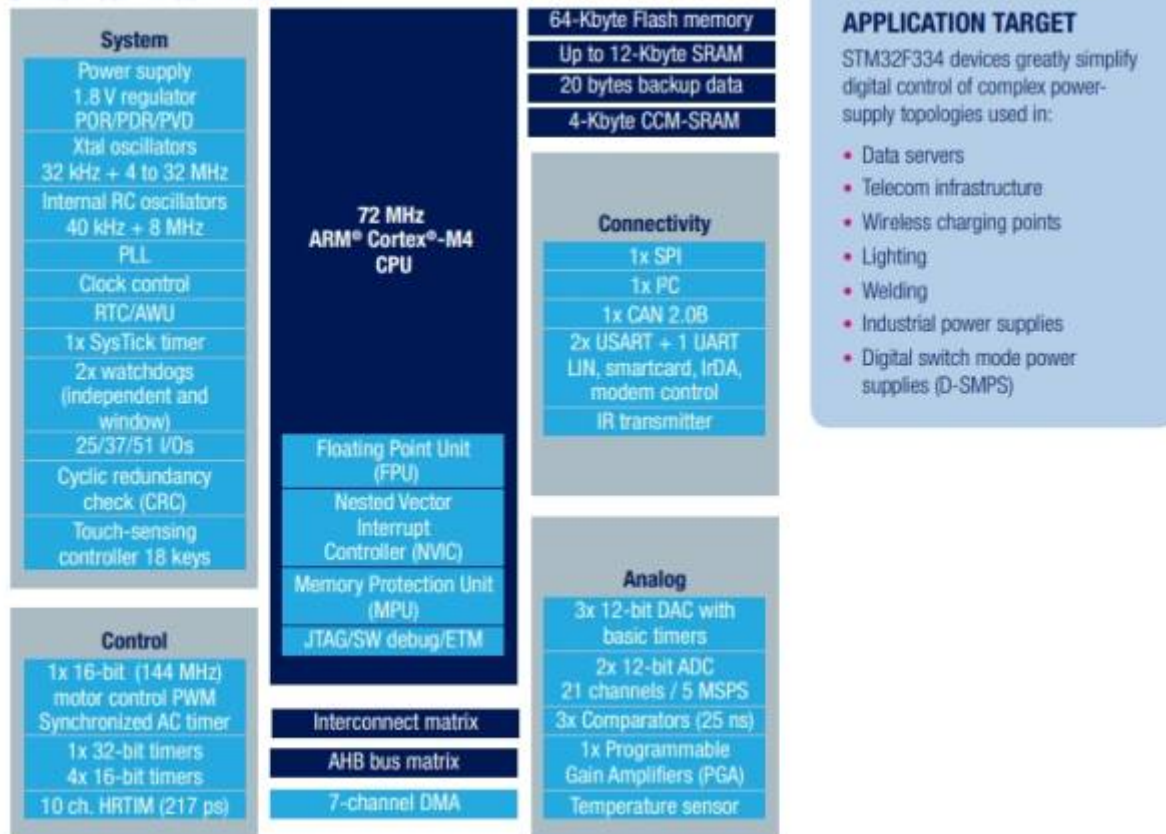 System
Power supply
1.8 V regulator
POR/PDR/PVD
Xtal oscillators
32 kHz + 4 to 32 MHz
Internal RC oscillators
40 kHz + 8 MHz
PLL
Clock control
RTC/AWU
1x SysTick timer
2x watchdogs
(independent and
window)
25/37/51 I/Os
Cyclic redundancy
check (CRC)
Touch-sensing
controller 18 keys
Control
1x 16-bit (144 MHz)
motor control PWM
Synchronized AC timer
1x 32-bit timers
4x 16-bit timers
10 ch. HRTIM (217 ps)
72 MHz
ARM® Cortex®-M4
CPU
Floating Point Unit
(FPU)
Nested Vector
Interrupt
Controller (NVIC)
Memory Protection Unit
(MPU)
JTAG/SW debug/ETM
Interconnect matrix
AHB bus matrix
7-channel DMA
64-Kbyte Flash memory
Up to 12-Kbyte SRAM
20 bytes backup data
4-Kbyte CCM-SRAM
Connectivity
1x SPI
1x I²C
1x CAN 2.0B
2x USART + 1 UART
LIN, smartcard, IrDA,
modem control
IR transmitter
Analog
3x 12-bit DAC with
basic timers
2x 12-bit ADC
21 channels / 5 MSPS
3x Comparators (25 ns)
1x Programmable
Gain Amplifiers (PGA)
Temperature sensor
APPLICATION TARGET
STM32F334 devices greatly simplify
digital control of complex power-
supply topologies used in:
• Data servers
• Telecom infrastructure
• Wireless charging points
• Lighting
• Welding
• Industrial power supplies
• Digital switch mode power
supplies (D-SMPS)